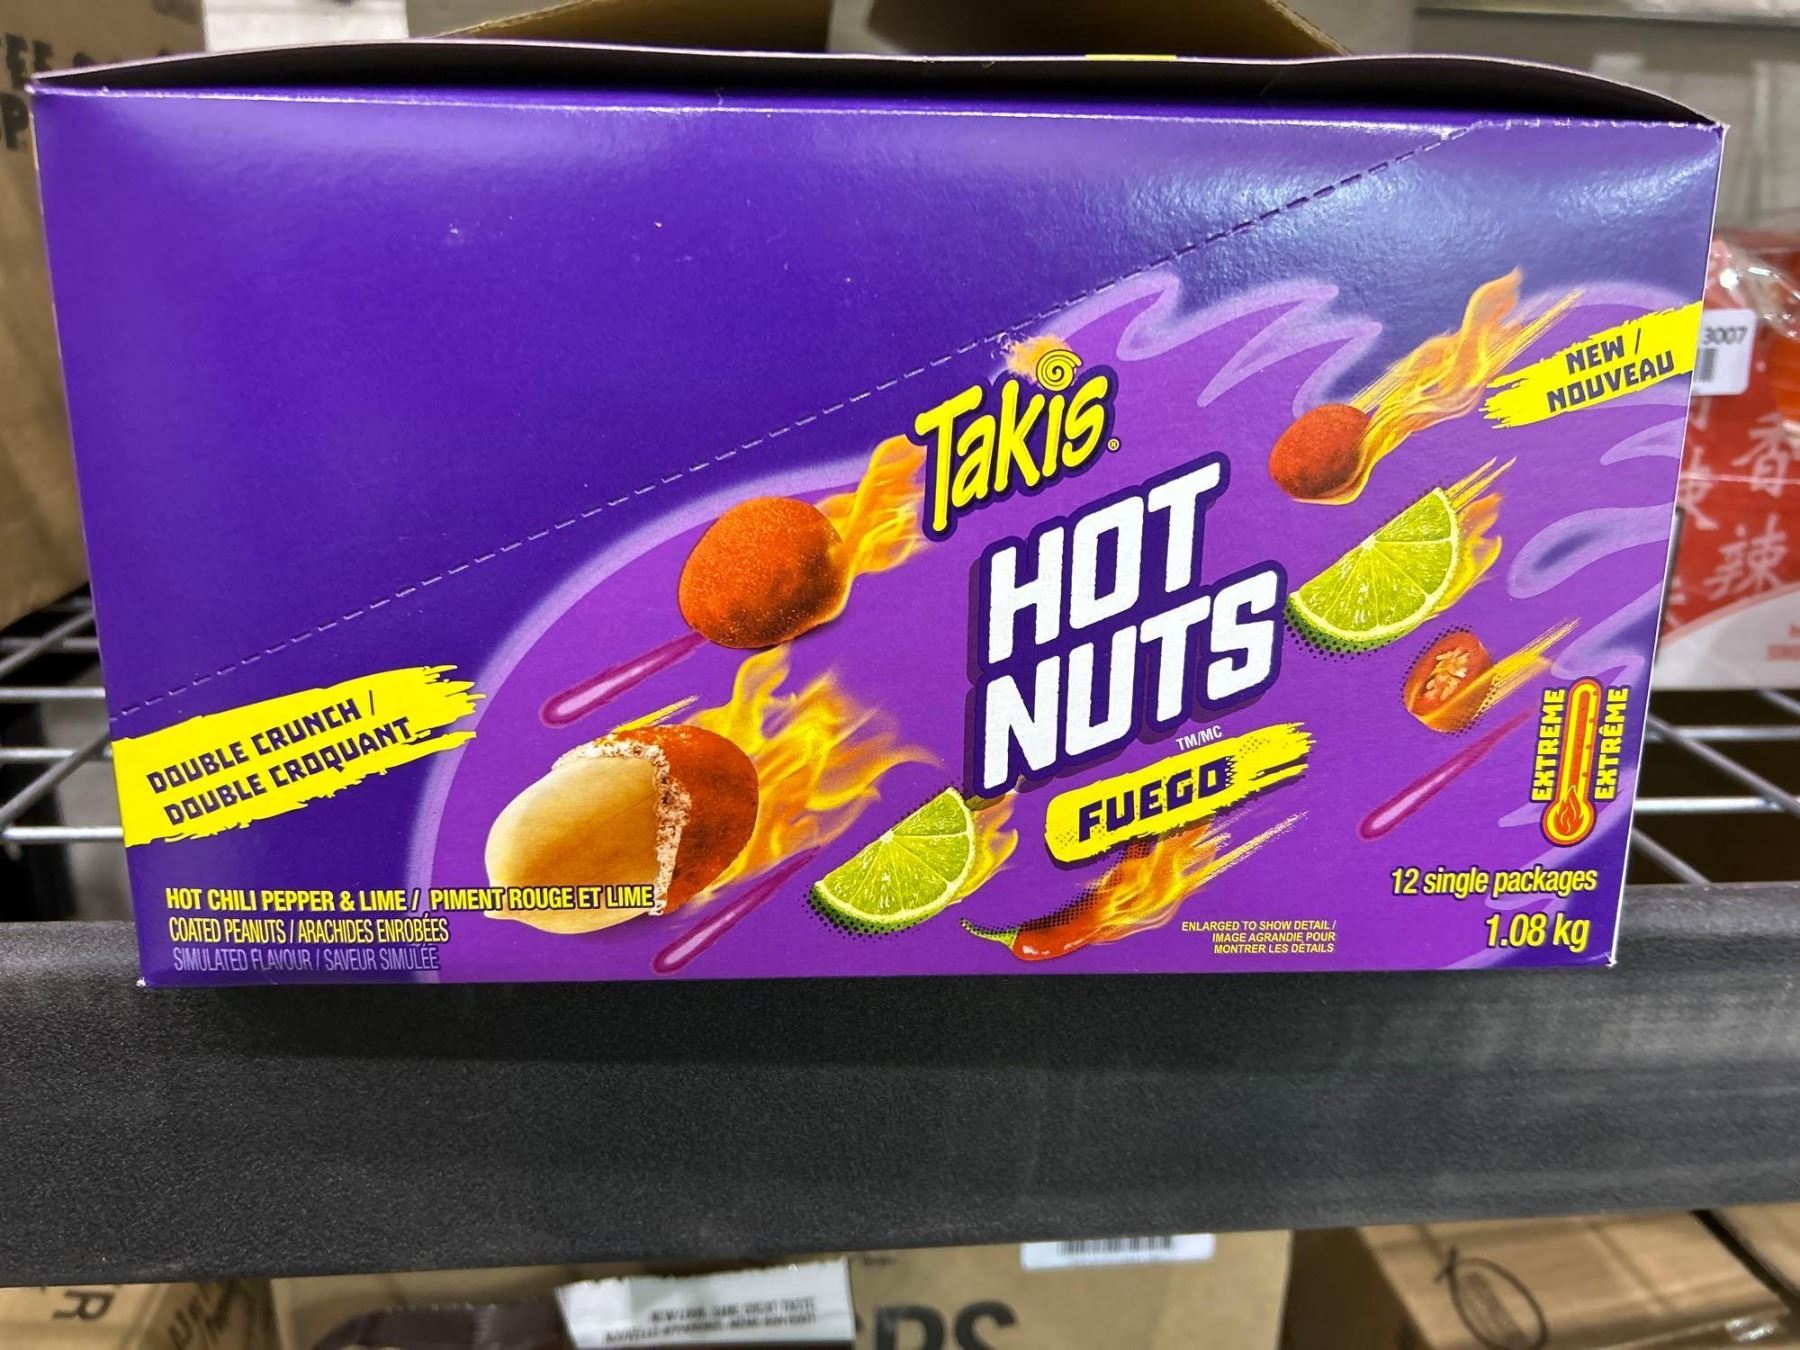 Takis®
HOT
NUTS
TM/MC
FUEGO
NEW /
NOUVEAU
DOUBLE CRUNCH /
DOUBLE CROQUANT
HOT CHILI PEPPER & LIME / PIMENT ROUGE ET LIME
COATED PEANUTS / ARACHIDES ENROBÉES
SIMULATED FLAVOUR / SAVEUR SIMULÉE
ENLARGED TO SHOW DETAIL /
IMAGE AGRANDIE POUR
MONTRER LES DÉTAILS
EXTREME
EXTRÊME
12 single packages
1.08 kg
3007
香
辣